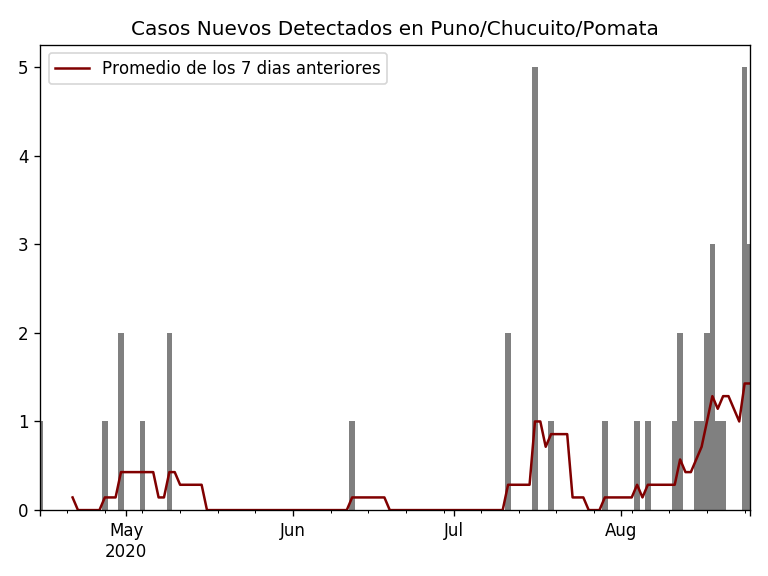 Casos Nuevos Detectados en Puno/Chucuito/Pomata
Promedio de los 7 dias anteriores
5
4
3
2
1
0
May
2020
Jun
Jul
Aug